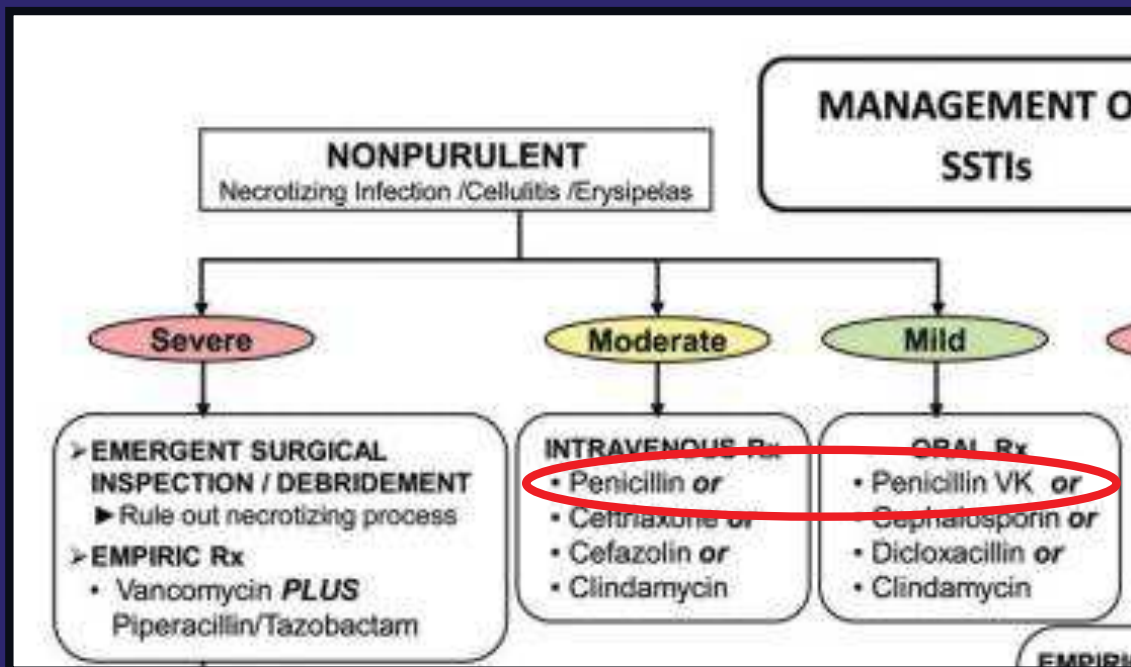 MANAGEMENT O
SSTIs
NONPURULENT
Necrotizing Infection /Cellulitis /Erysipelas
Severe
Moderate
Mild
➢EMERGENT SURGICAL
INSPECTION / DEBRIDEMENT
►Rule out necrotizing process
➢EMPIRIC Rx
• Vancomycin PLUS
Piperacillin/Tazobactam
INTRAVENOUS Rx
• Penicillin or
• Ceftriaxone or
• Cefazolin or
• Clindamycin
ORAL Rx
• Penicillin VK or
• Cephalosporin or
• Dicloxacillin or
• Clindamycin
EMPIRI